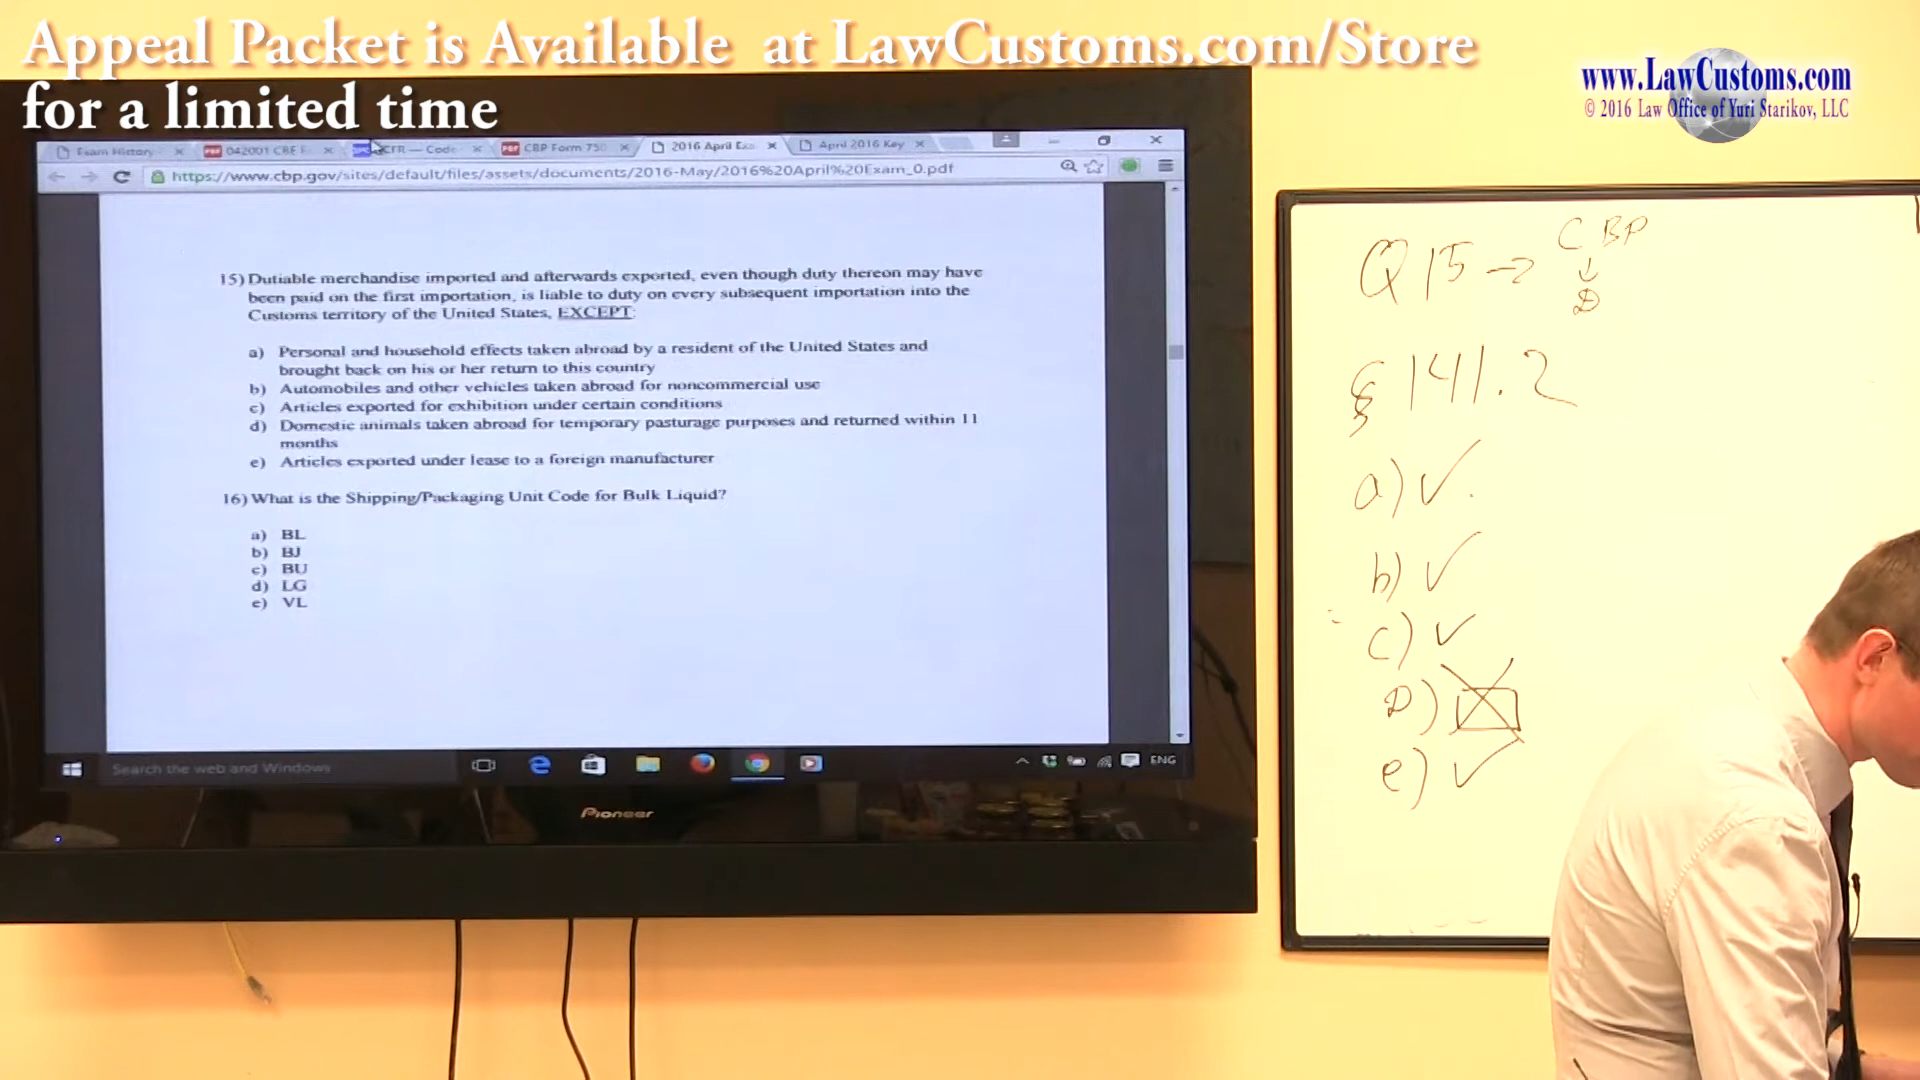 Appeal Packet is Available at LawCustoms.com/Store
for a limited time
www.LawCustoms.com
© 2016 Law Office of Yuri Starikov, LLC
Exam History
042001 CBE E
CFR — Code
CBP Form 750
2016 April Exa
April 2016 Key
https://www.cbp.gov/sites/default/files/assets/documents/2016-May/2016%20April%20Exam_0.pdf
15) Dutiable merchandise imported and afterwards exported, even though duty thereon may have
been paid on the first importation, is liable to duty on every subsequent importation into the
Customs territory of the United States, EXCEPT:
a) Personal and household effects taken abroad by a resident of the United States and
brought back on his or her return to this country
b) Automobiles and other vehicles taken abroad for noncommercial use
c) Articles exported for exhibition under certain conditions
d) Domestic animals taken abroad for temporary pasturage purposes and returned within 11
months
e) Articles exported under lease to a foreign manufacturer
16) What is the Shipping/Packaging Unit Code for Bulk Liquid?
a) BL
b) BJ
c) BU
d) LG
e) VL
Search the web and Windows
ENG
Pioneer
Q15 → CBP
↓
D
§ 141.2
a) ✓
b) ✓
c) ✓
D)
e) ✓